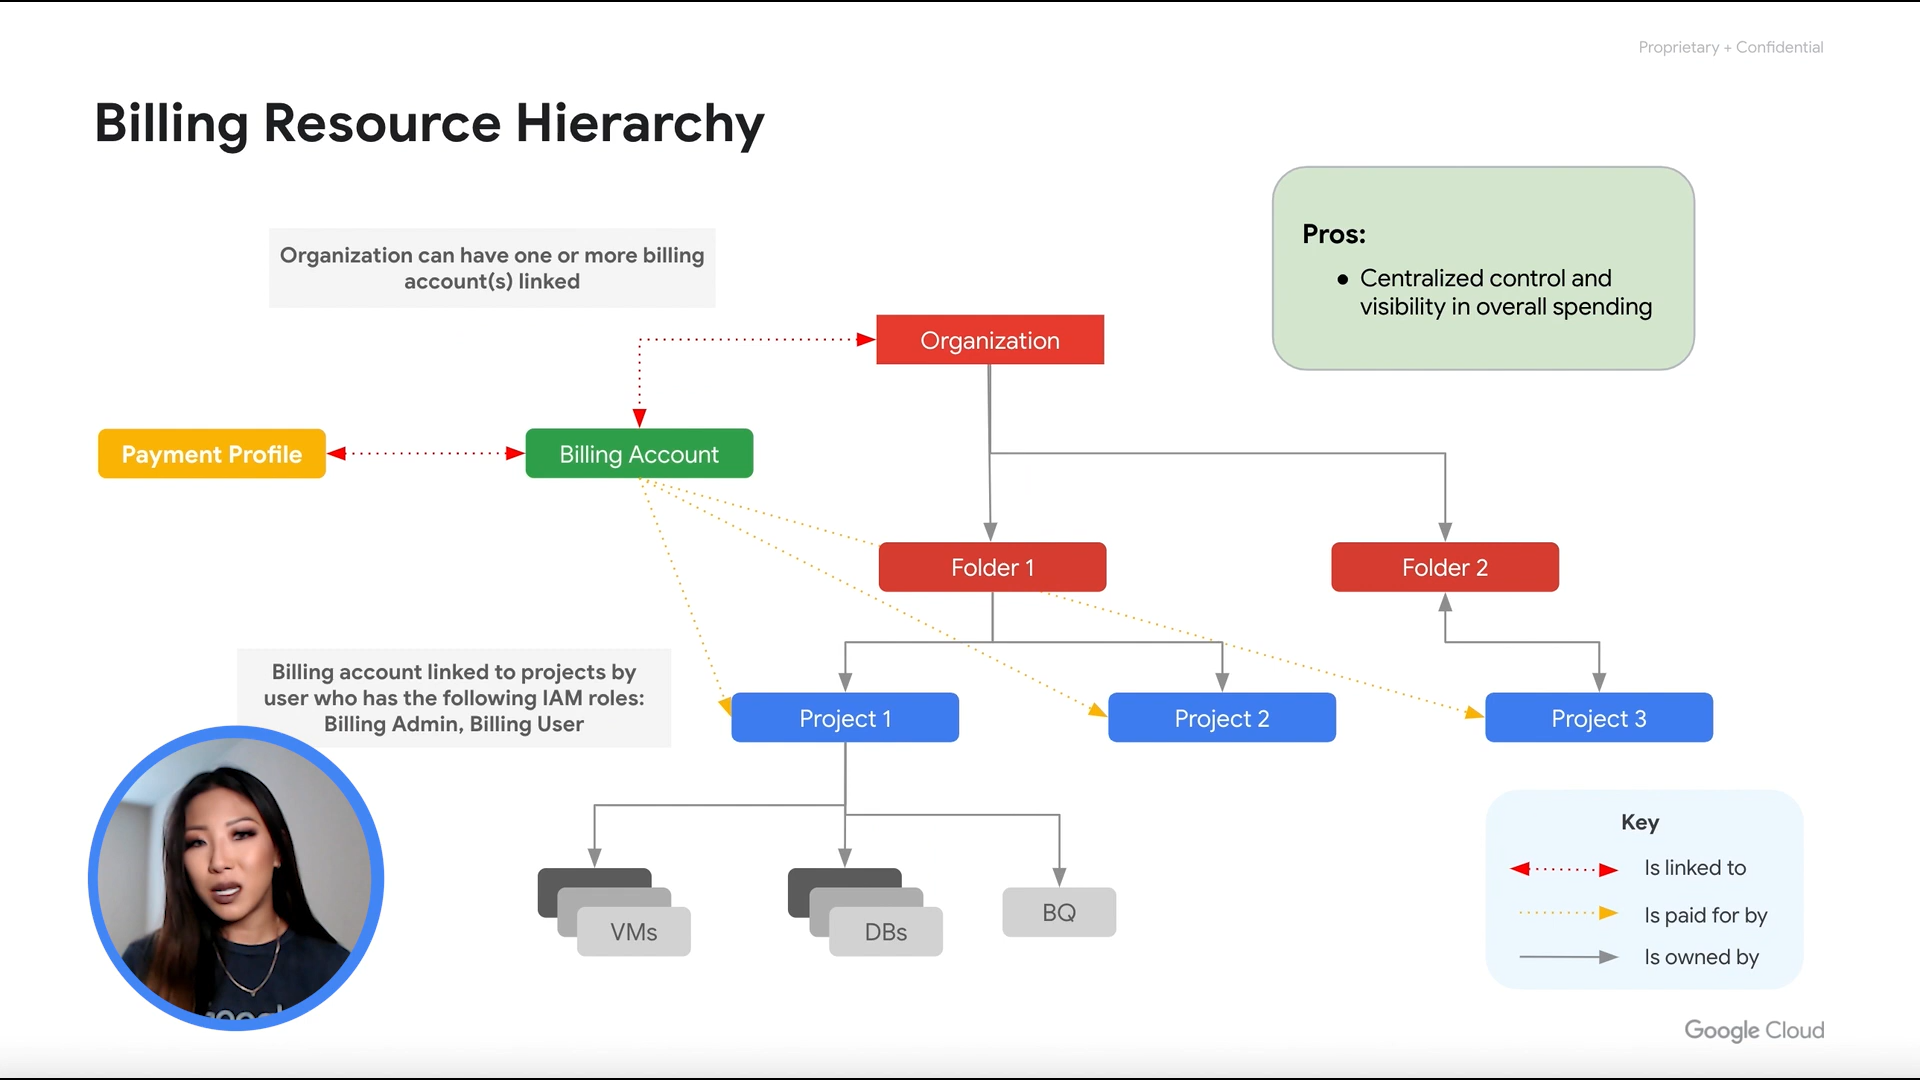 Proprietary + Confidential
Billing Resource Hierarchy
Pros:
● Centralized control and
visibility in overall spending
Organization can have one or more billing
account(s) linked
Organization
Payment Profile
Billing Account
Folder 1
Folder 2
Billing account linked to projects by
user who has the following IAM roles:
Billing Admin, Billing User
Project 1
Project 2
Project 3
VMs
DBs
BQ
Key
Is linked to
Is paid for by
Is owned by
Google Cloud